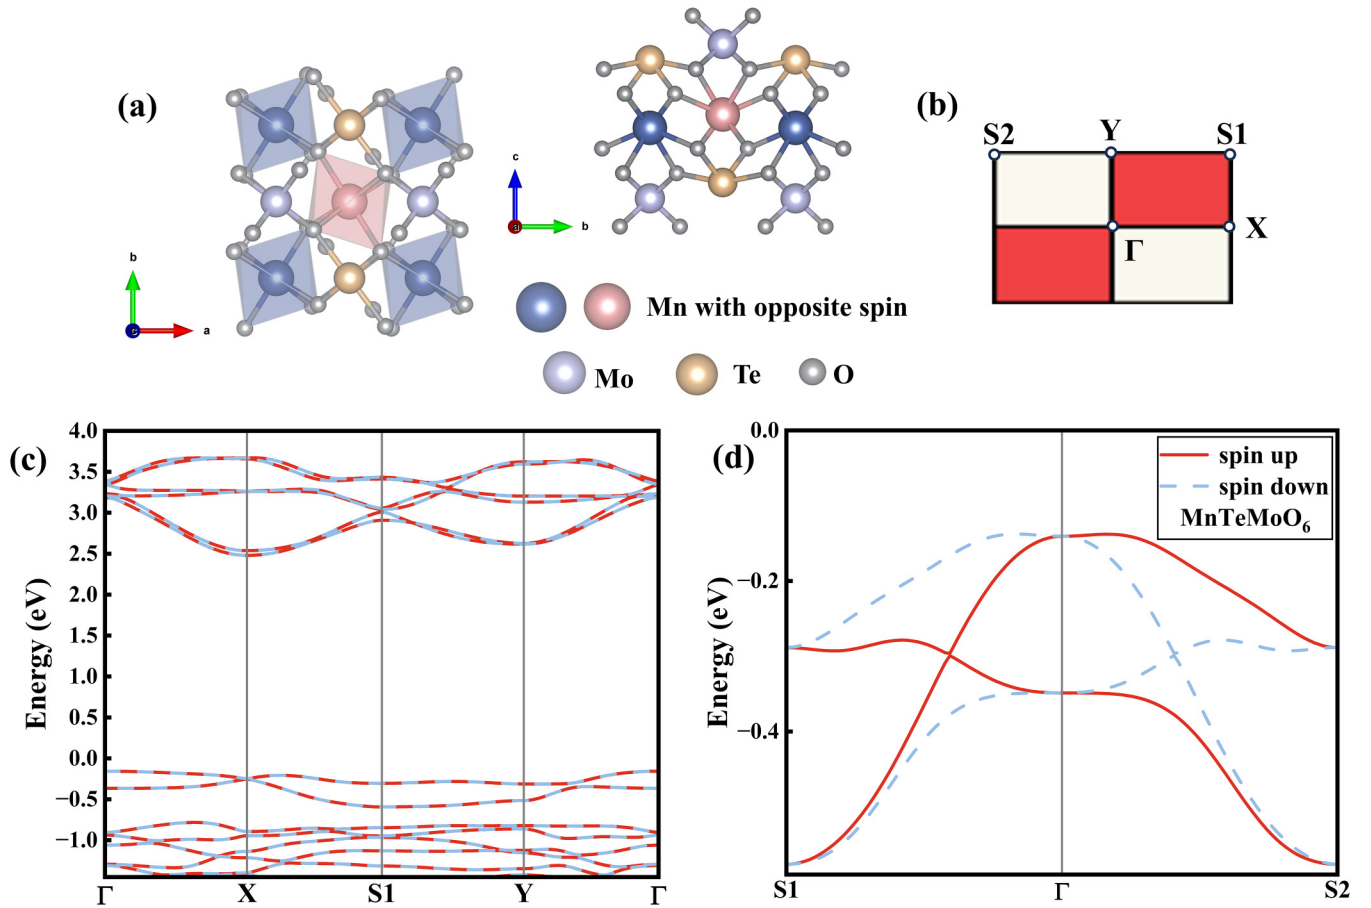 (a)
b
a
c
c
b
a
Mn with opposite spin
Mo
Te
O
(b)
S2
Y
S1
Γ
X
(c)
Energy (eV)
4.0
3.5
3.0
2.5
2.0
1.5
1.0
0.5
0.0
−0.5
−1.0
Γ
X
S1
Y
Γ
(d)
Energy (eV)
0.0
−0.2
−0.4
S1
Γ
S2
spin up
spin down
MnTeMoO₆